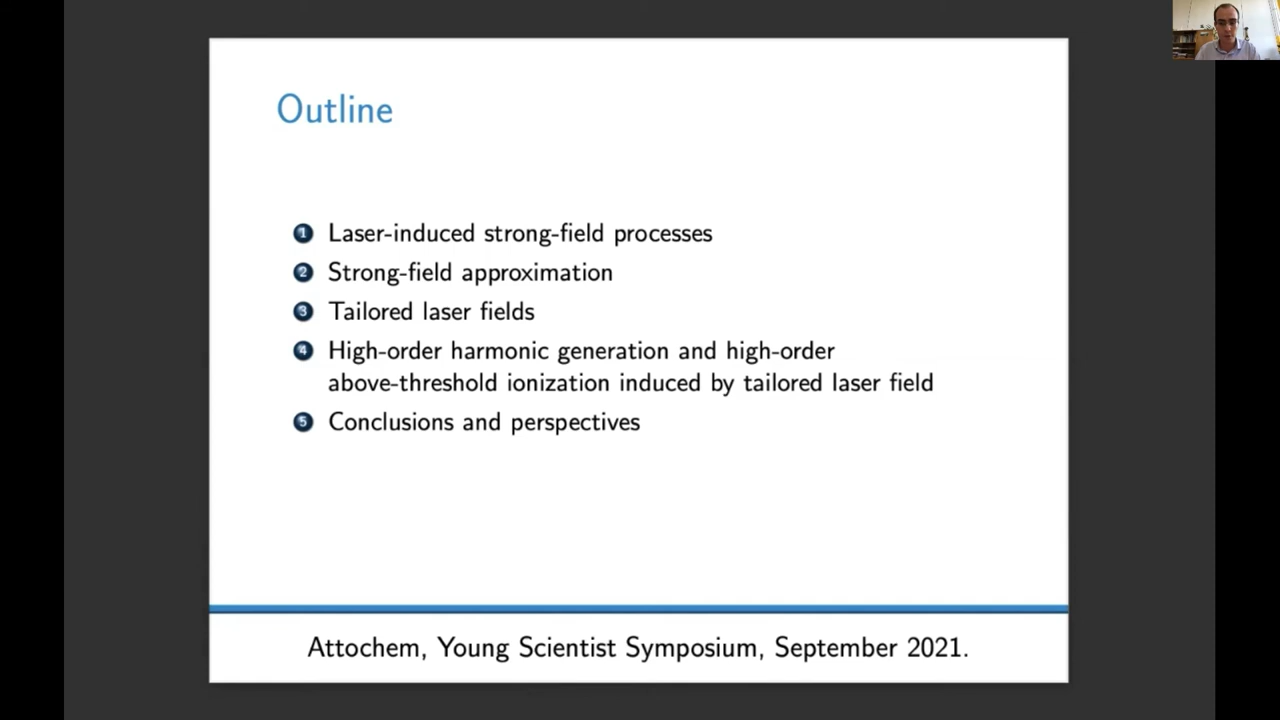 Outline
1 Laser-induced strong-field processes
2 Strong-field approximation
3 Tailored laser fields
4 High-order harmonic generation and high-order
above-threshold ionization induced by tailored laser field
5 Conclusions and perspectives
Attochem, Young Scientist Symposium, September 2021.